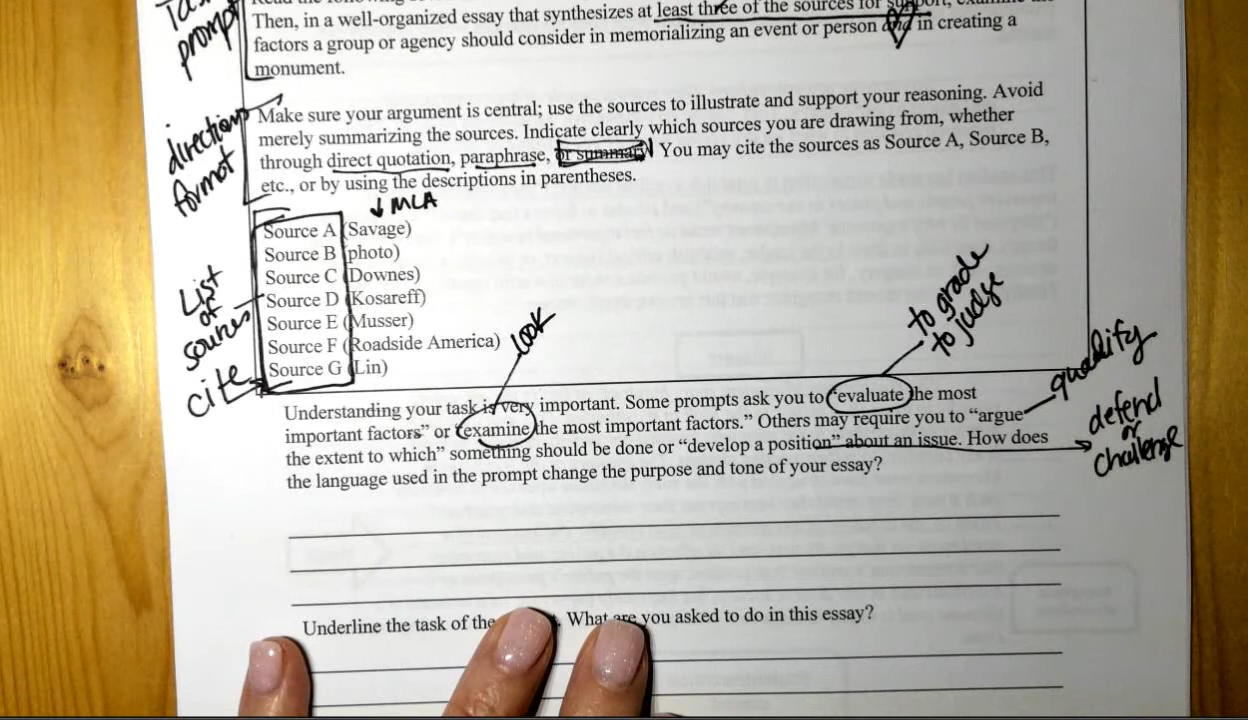 Task
prompt
Then, in a well-organized essay that synthesizes at least three of the sources for support, examine the
factors a group or agency should consider in memorializing an event or person and in creating a
monument.
directions
format
Make sure your argument is central; use the sources to illustrate and support your reasoning. Avoid
merely summarizing the sources. Indicate clearly which sources you are drawing from, whether
through direct quotation, paraphrase, or summary. You may cite the sources as Source A, Source B,
etc., or by using the descriptions in parentheses.
↓ MLA
Source A (Savage)
Source B (photo)
Source C (Downes)
Source D (Kosareff)
Source E (Musser)
Source F (Roadside America)
Source G (Lin)
List
of
sources
cite
look
to grade
to judge
Understanding your task is very important. Some prompts ask you to “evaluate the most
important factors” or “examine the most important factors.” Others may require you to “argue
the extent to which” something should be done or “develop a position” about an issue. How does
the language used in the prompt change the purpose and tone of your essay?
qualify
defend
or
challenge
Underline the task of the What are you asked to do in this essay?